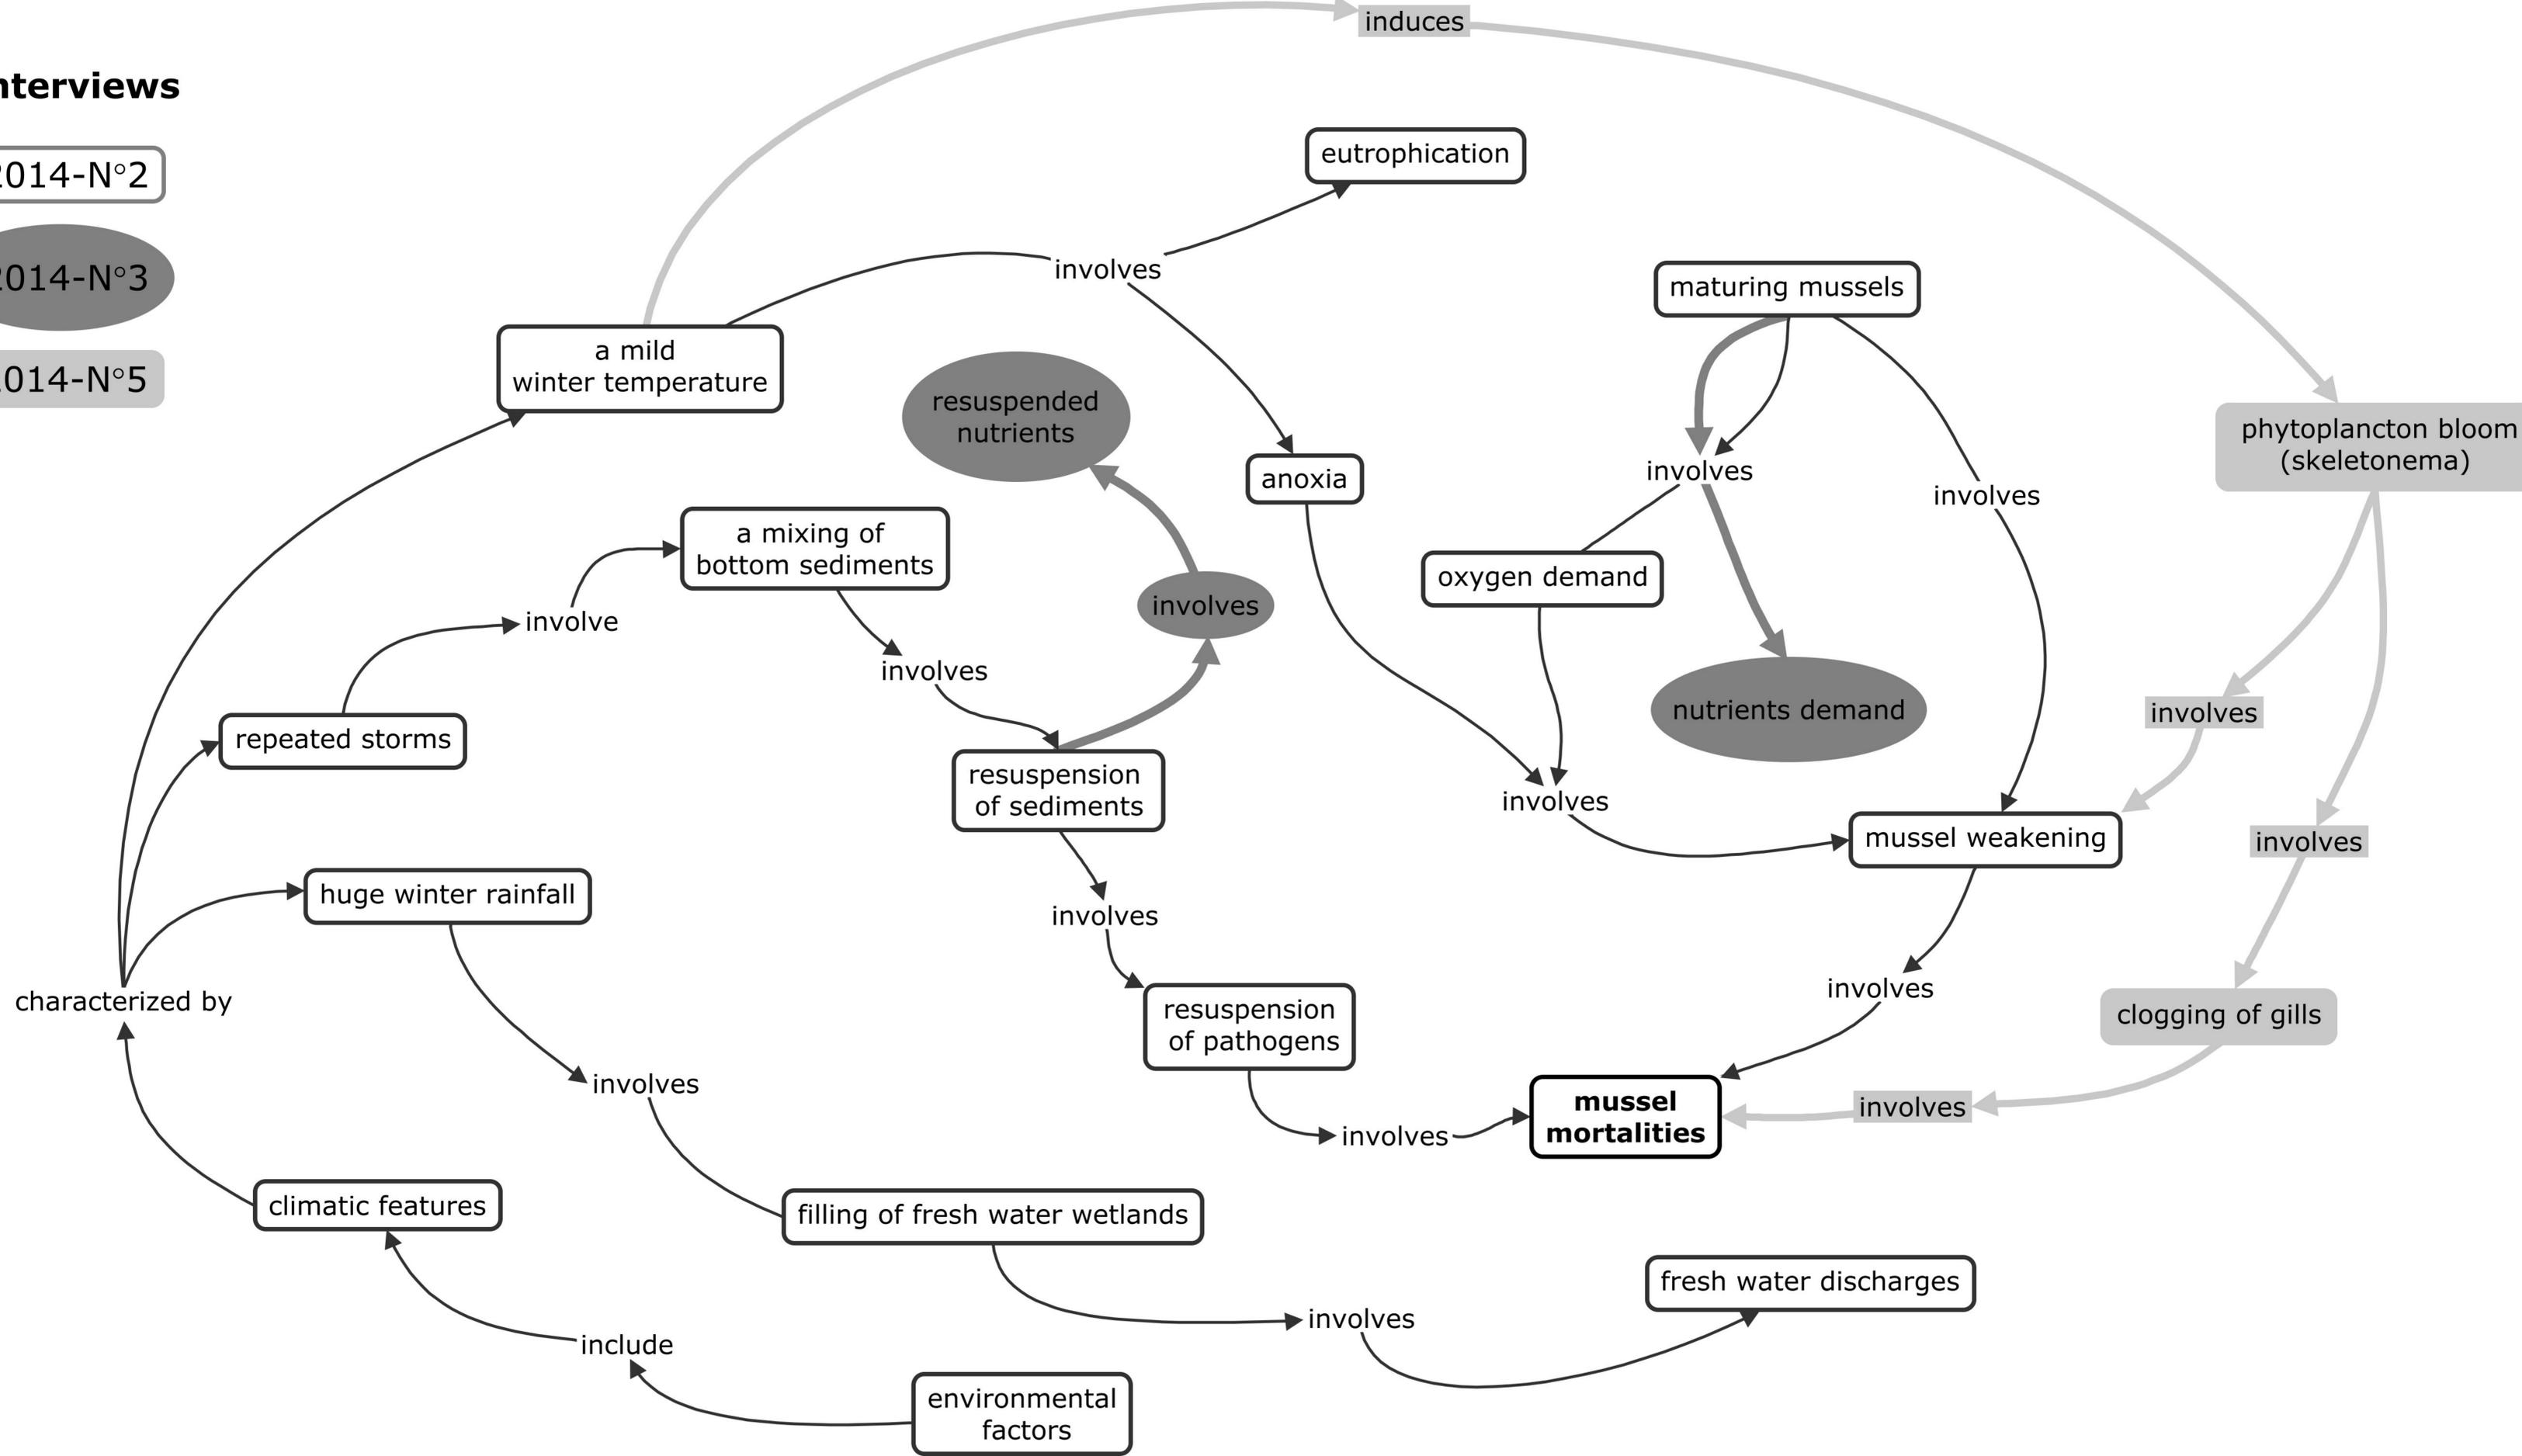 induces
nterviews
2014-N°2
2014-N°3
2014-N°5
eutrophication
involves
maturing mussels
a mild
winter temperature
resuspended
nutrients
phytoplancton bloom
(skeletonema)
involves
anoxia
involves
a mixing of
bottom sediments
oxygen demand
involves
involve
involves
nutrients demand
involves
repeated storms
resuspension
of sediments
involves
mussel weakening
involves
huge winter rainfall
involves
involves
characterized by
resuspension
of pathogens
clogging of gills
involves
mussel
mortalities
involves
involves
climatic features
filling of fresh water wetlands
fresh water discharges
involves
include
environmental
factors